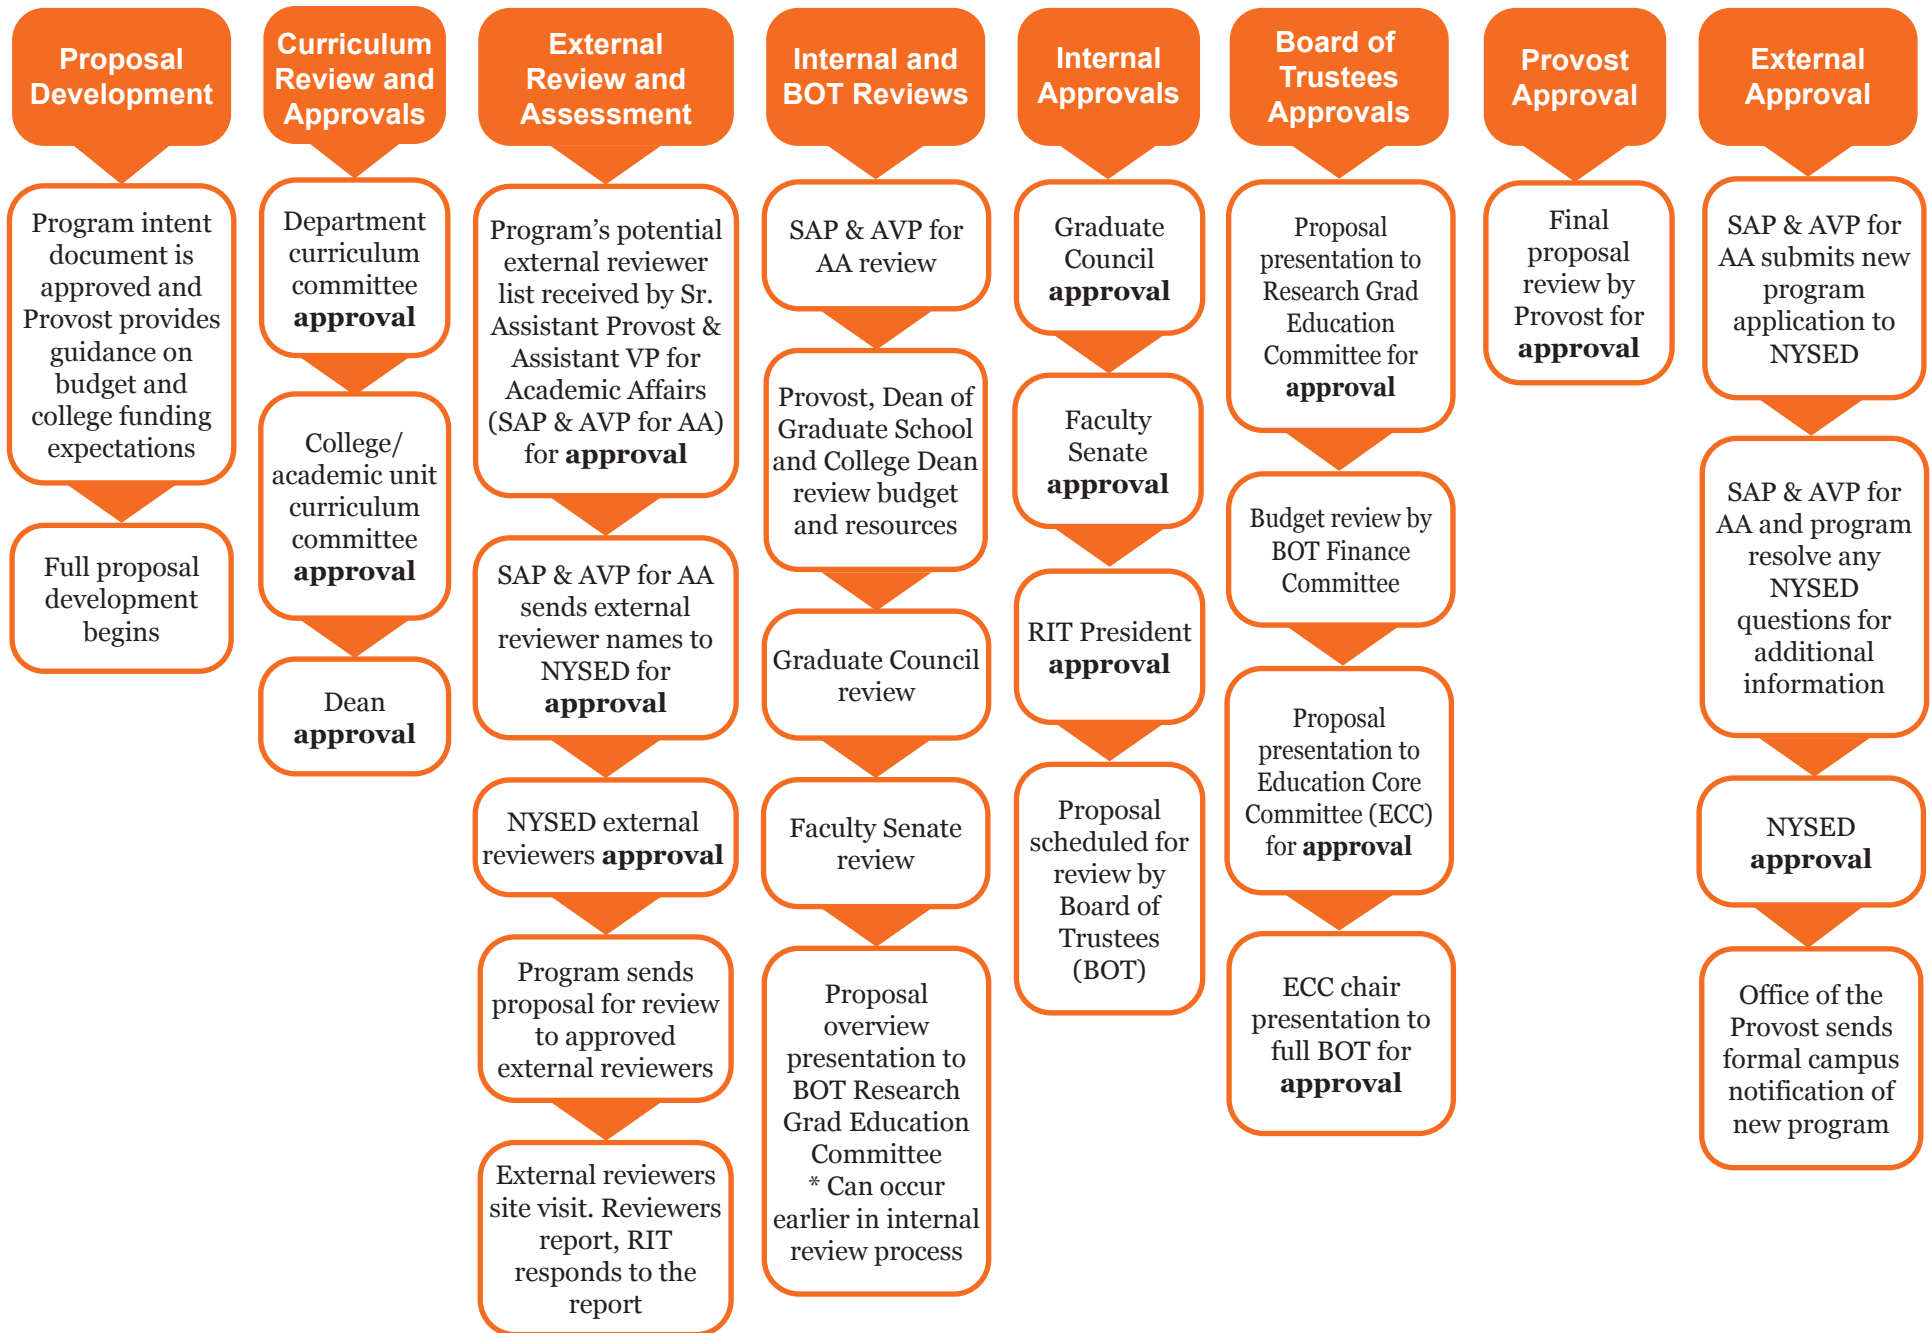 Proposal
Development
Program intent
document is
approved and
Provost provides
guidance on
budget and
college funding
expectations
Full proposal
development
begins
Curriculum
Review and
Approvals
Department
curriculum
committee
approval
College/
academic unit
curriculum
committee
approval
Dean
approval
External
Review and
Assessment
Program's potential
external reviewer
list received by Sr.
Assistant Provost &
Assistant VP for
Academic Affairs
(SAP & AVP for AA)
for approval
SAP & AVP for AA
sends external
reviewer names to
NYSED for
approval
NYSED external
reviewers approval
Program sends
proposal for review
to approved
external reviewers
External reviewers
site visit. Reviewers
report, RIT
responds to the
report
Internal and
BOT Reviews
SAP & AVP for
AA review
Provost, Dean of
Graduate School
and College Dean
review budget
and resources
Graduate Council
review
Faculty Senate
review
Proposal
overview
presentation to
BOT Research
Grad Education
Committee
* Can occur
earlier in internal
review process
Internal
Approvals
Graduate
Council
approval
Faculty
Senate
approval
RIT President
approval
Proposal
scheduled for
review by
Board of
Trustees
(BOT)
Board of
Trustees
Approvals
Proposal
presentation to
Research Grad
Education
Committee for
approval
Budget review by
BOT Finance
Committee
Proposal
presentation to
Education Core
Committee (ECC)
for approval
ECC chair
presentation to
full BOT for
approval
Provost
Approval
Final
proposal
review by
Provost for
approval
External
Approval
SAP & AVP for
AA submits new
program
application to
NYSED
SAP & AVP for
AA and program
resolve any
NYSED
questions for
additional
information
NYSED
approval
Office of the
Provost sends
formal campus
notification of
new program